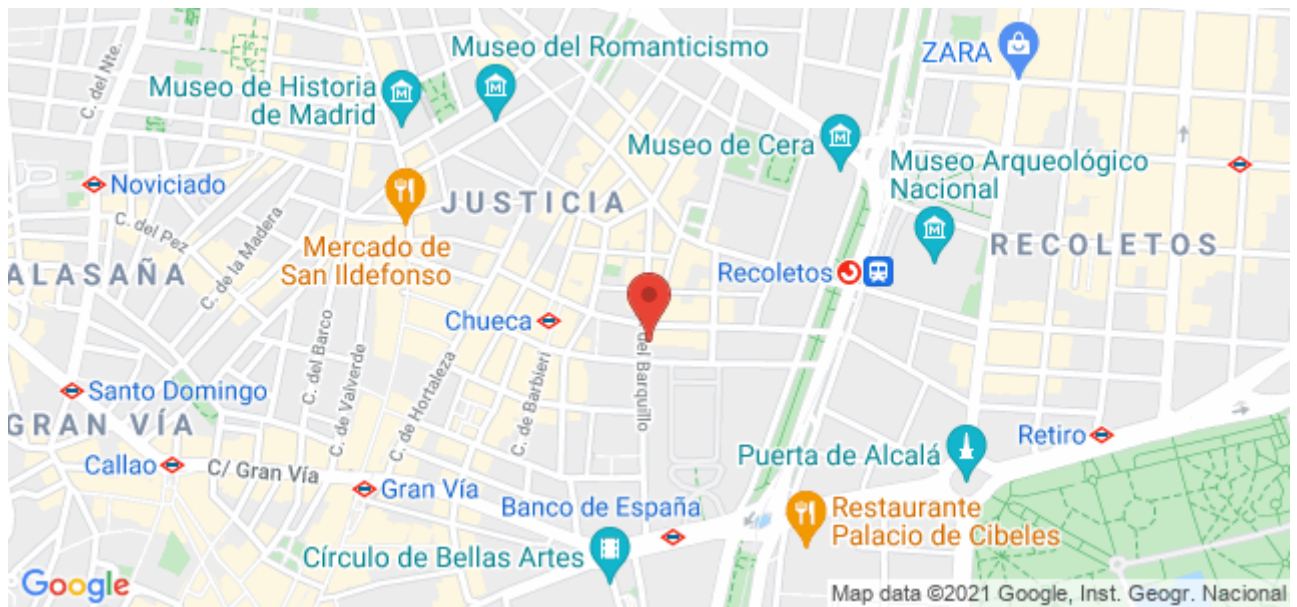 C. del Nte.
Museo del Romanticismo
ZARA
Museo de Historia
de Madrid
Museo de Cera
Museo Arqueológico
Nacional
Noviciado
JUSTICIA
C. del Pez
C. de la Madera
Mercado de
San Ildefonso
RECOLETOS
ALASAÑA
Recoletos
Chueca
C. del Barco
C. de Valverde
C. de Hortaleza
C. de Barbieri
del Barquillo
Santo Domingo
GRAN VÍA
Callao
C/ Gran Vía
Gran Vía
Retiro
Puerta de Alcalá
Banco de España
Restaurante
Palacio de Cibeles
Círculo de Bellas Artes
Google
Map data ©2021 Google, Inst. Geogr. Nacional